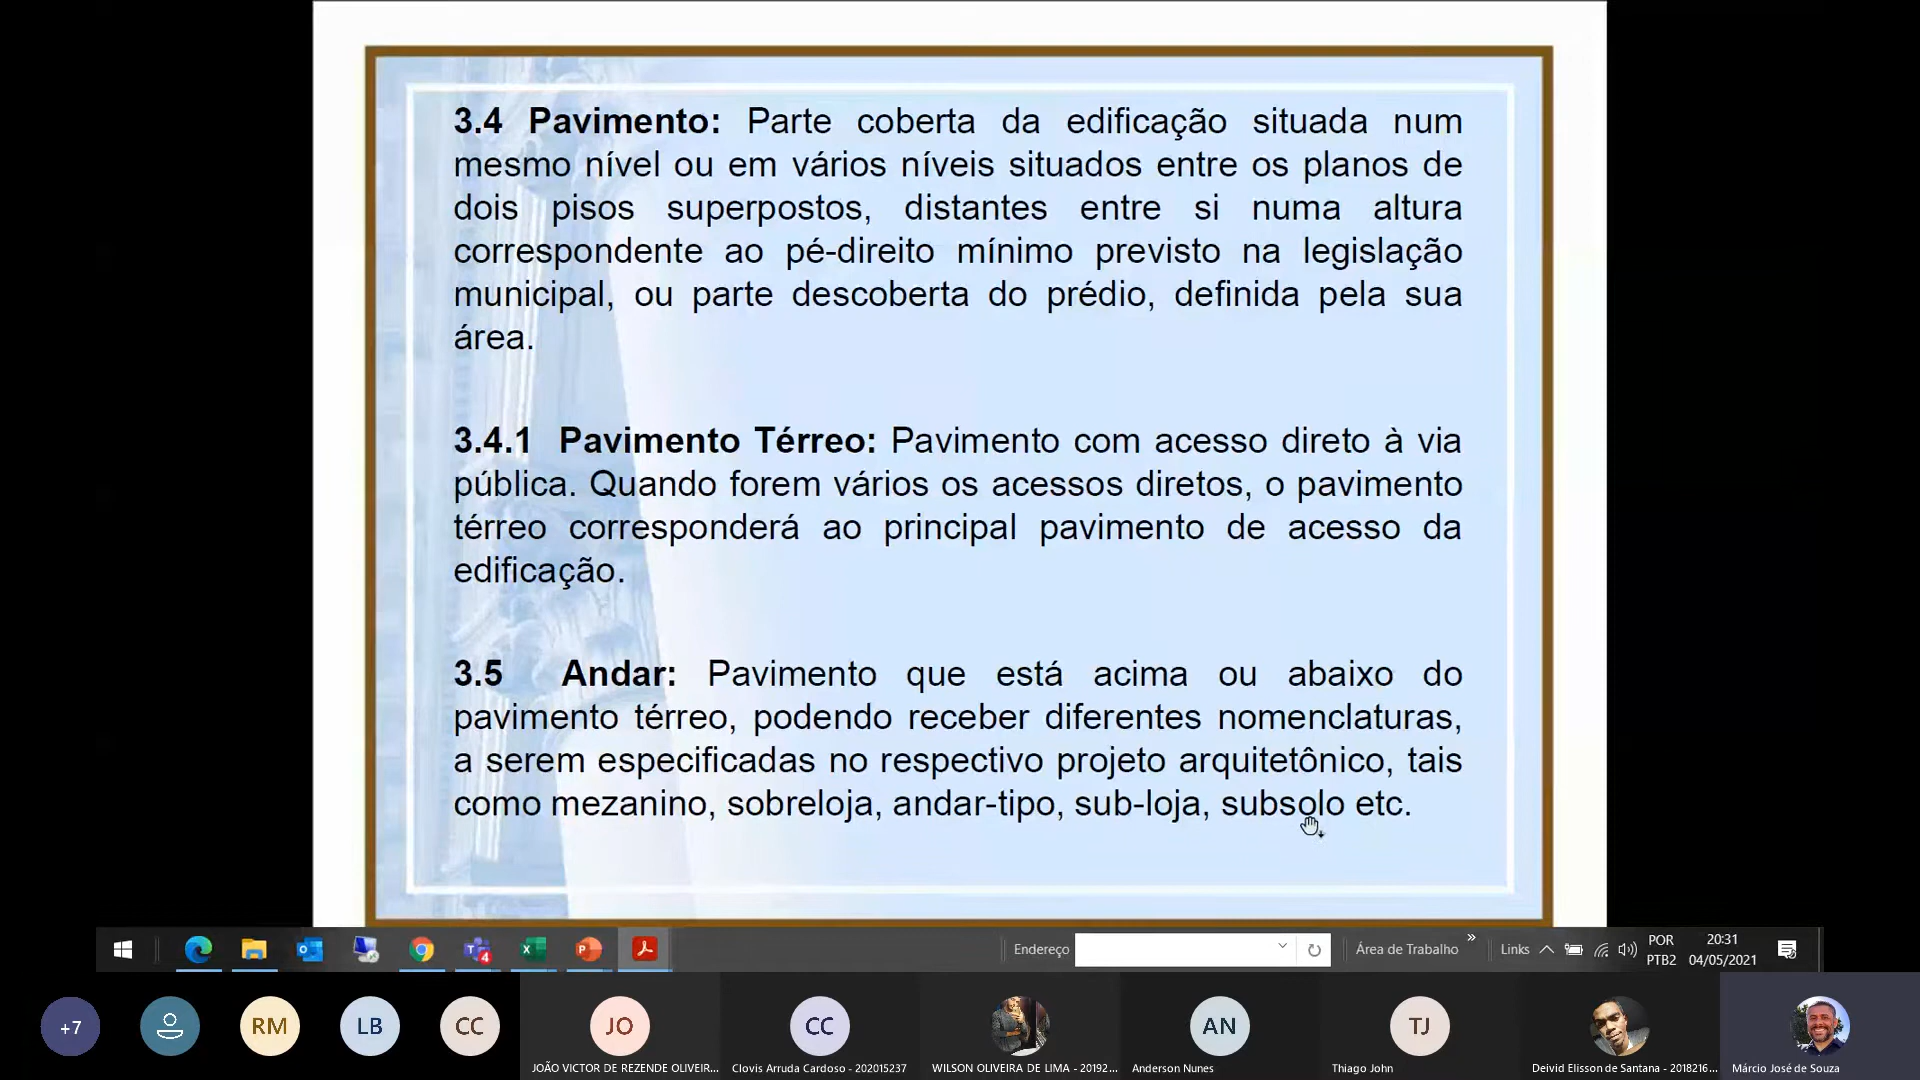 3.4 Pavimento: Parte coberta da edificação situada num
mesmo nível ou em vários níveis situados entre os planos de
dois pisos superpostos, distantes entre si numa altura
correspondente ao pé-direito mínimo previsto na legislação
municipal, ou parte descoberta do prédio, definida pela sua
área.
3.4.1 Pavimento Térreo: Pavimento com acesso direto à via
pública. Quando forem vários os acessos diretos, o pavimento
térreo corresponderá ao principal pavimento de acesso da
edificação.
3.5 Andar: Pavimento que está acima ou abaixo do
pavimento térreo, podendo receber diferentes nomenclaturas,
a serem especificadas no respectivo projeto arquitetônico, tais
como mezanino, sobreloja, andar-tipo, sub-loja, subsolo etc.
4
Endereço
Área de Trabalho
»
Links
POR
PTB2
20:31
04/05/2021
+7
RM
LB
CC
JO
CC
AN
TJ
JOÃO VICTOR DE REZENDE OLIVEIR...
Clovis Arruda Cardoso - 202015237
WILSON OLIVEIRA DE LIMA - 20192...
Anderson Nunes
Thiago John
Deivid Elisson de Santana - 2018216...
Márcio José de Souza